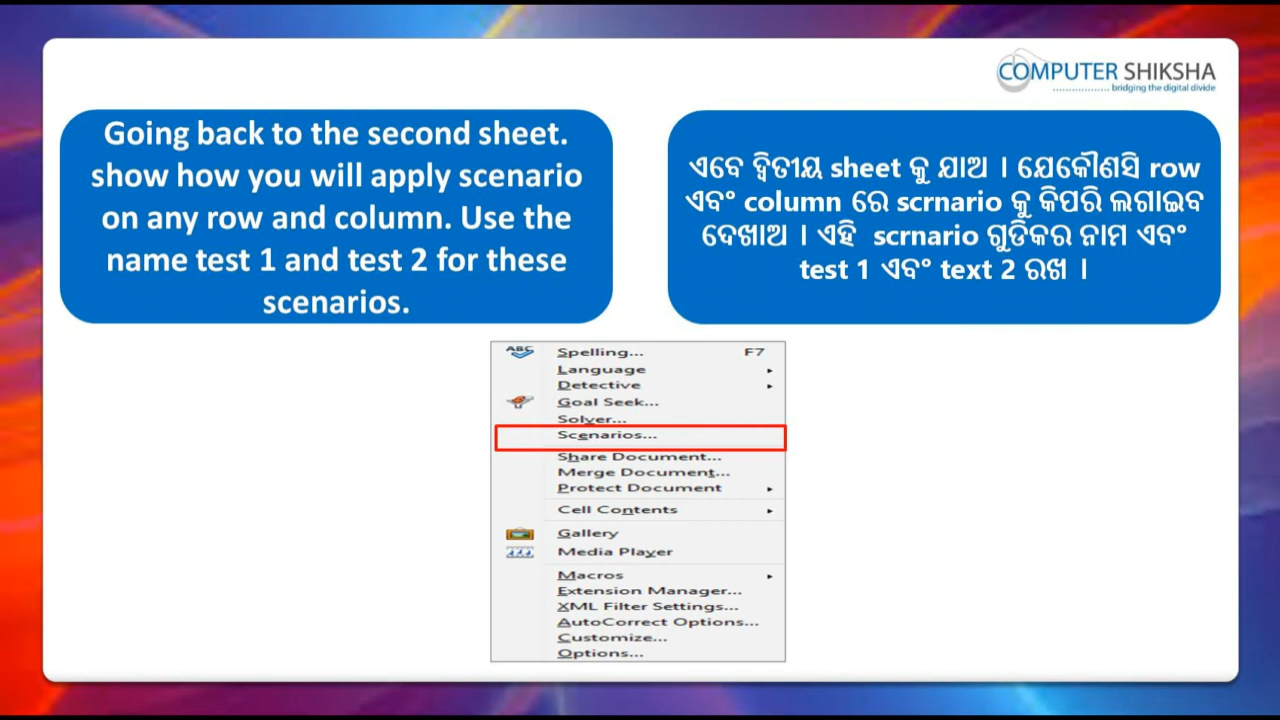 COMPUTER SHIKSHA
bridging the digital divide
Going back to the second sheet.
show how you will apply scenario
on any row and column. Use the
name test 1 and test 2 for these
scenarios.
ଏବେ ଦ୍ଵିତୀୟ sheet କୁ ଯାଅ । ଯେକୌଣସି row
ଏବଂ column ରେ scrnario କୁ କିପରି ଲଗାଇବ
ଦେଖାଅ । ଏହି scrnario ଗୁଡିକର ନାମ ଏବଂ
test 1 ଏବଂ text 2 ରଖ ।
ABC Spelling... F7
Language
Detective
Goal Seek...
Solver...
Scenarios...
Share Document...
Merge Document...
Protect Document
Cell Contents
Gallery
Media Player
Macros
Extension Manager...
XML Filter Settings...
AutoCorrect Options...
Customize...
Options...